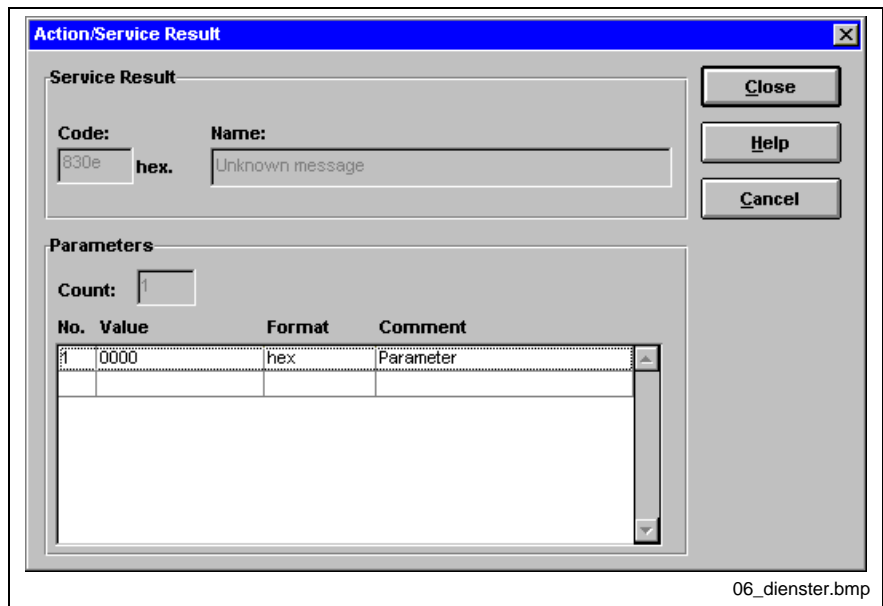 Action/Service Result
Service Result
Close
Code: Name:
830e hex. Unknown message
Help
Cancel
Parameters
Count: 1
No. Value Format Comment
1 0000 hex Parameter
06_dienster.bmp